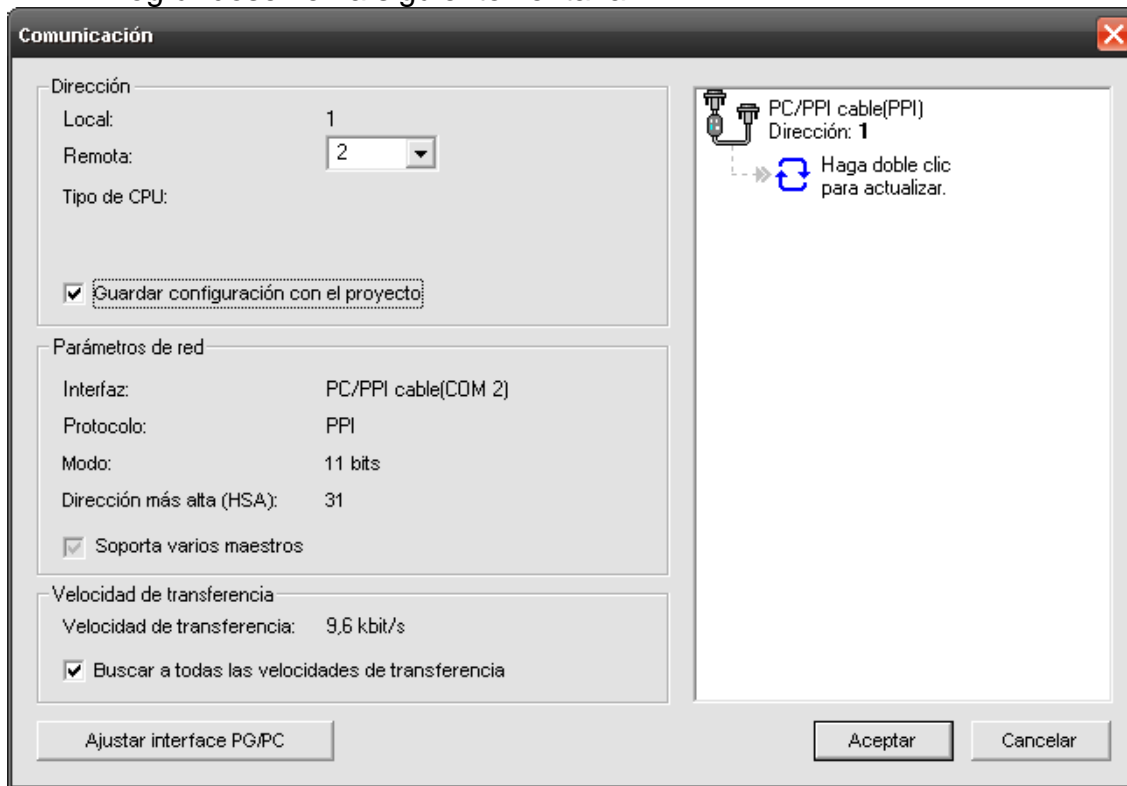 Comunicación
Dirección
Local: 1
Remota: 2
Tipo de CPU:
Guardar configuración con el proyecto
Parámetros de red
Interfaz: PC/PPI cable(COM 2)
Protocolo: PPI
Modo: 11 bits
Dirección más alta (HSA): 31
Soporta varios maestros
Velocidad de transferencia
Velocidad de transferencia: 9,6 kbit/s
Buscar a todas las velocidades de transferencia
Ajustar interface PG/PC
PC/PPI cable(PPI)
Dirección: 1
Haga doble clic
para actualizar.
Aceptar
Cancelar